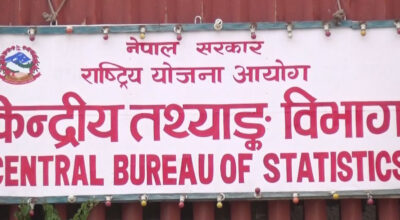 नेपाल सरकार
राष्ट्रिय योजना आयोग
केन्द्रीय तथ्याङ्क विभाग
CENTRAL BUREAU OF STATISTICS